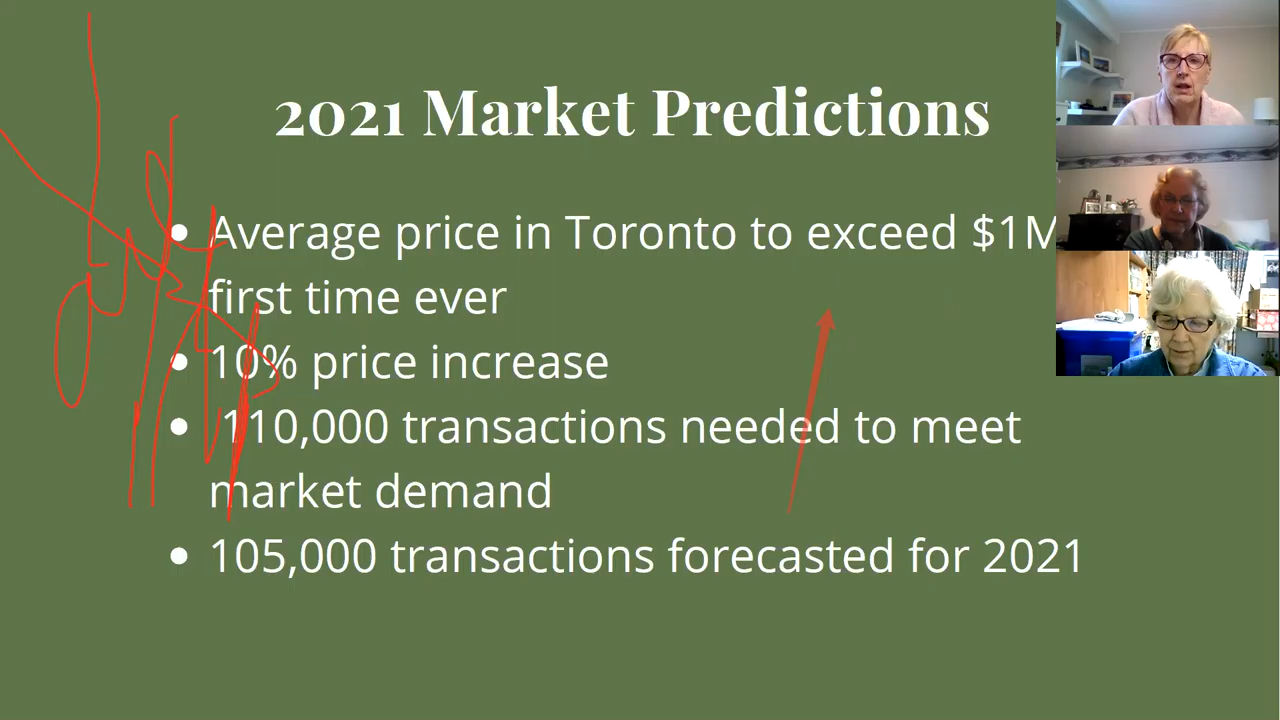 2021 Market Predictions
• Average price in Toronto to exceed $1M
first time ever
• 10% price increase
• 110,000 transactions needed to meet
market demand
• 105,000 transactions forecasted for 2021